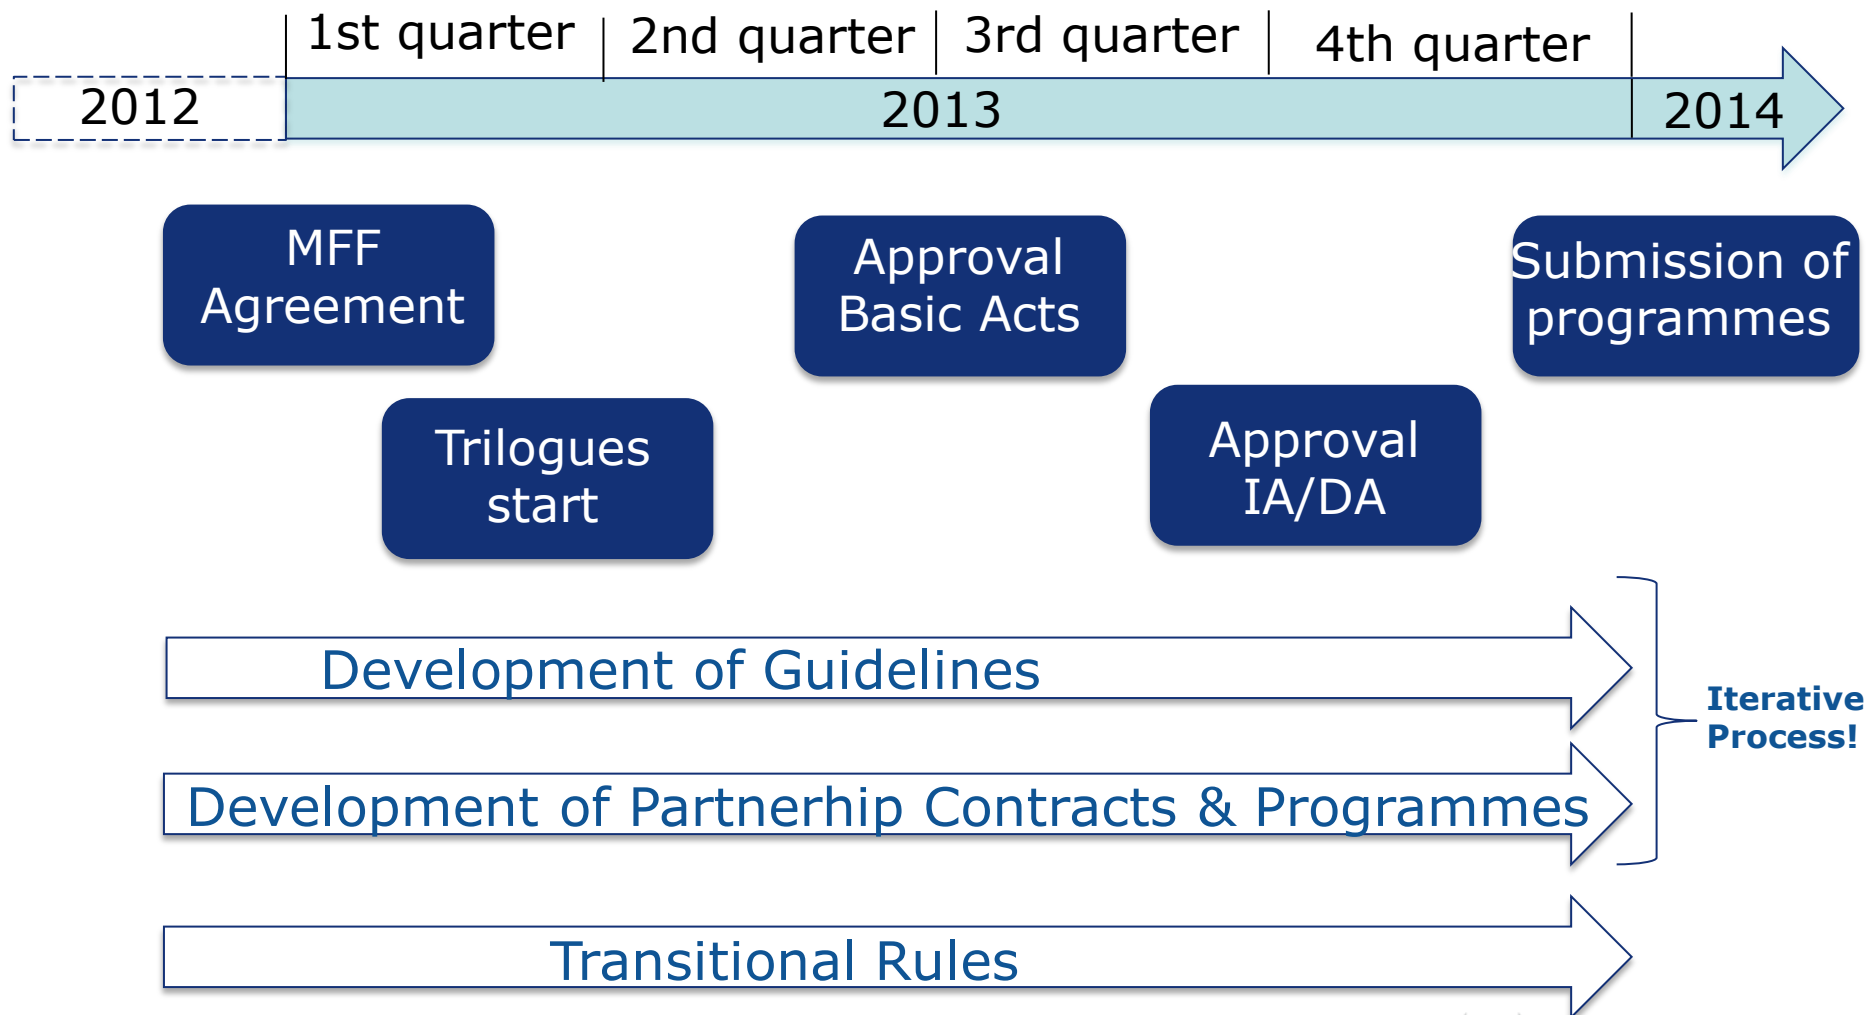 1st quarter
2nd quarter
3rd quarter
4th quarter
2012
2013
2014
MFF
Agreement
Approval
Basic Acts
Submission of
programmes
Trilogues
start
Approval
IA/DA
Development of Guidelines
Iterative
Process!
Development of Partnerhip Contracts & Programmes
Transitional Rules